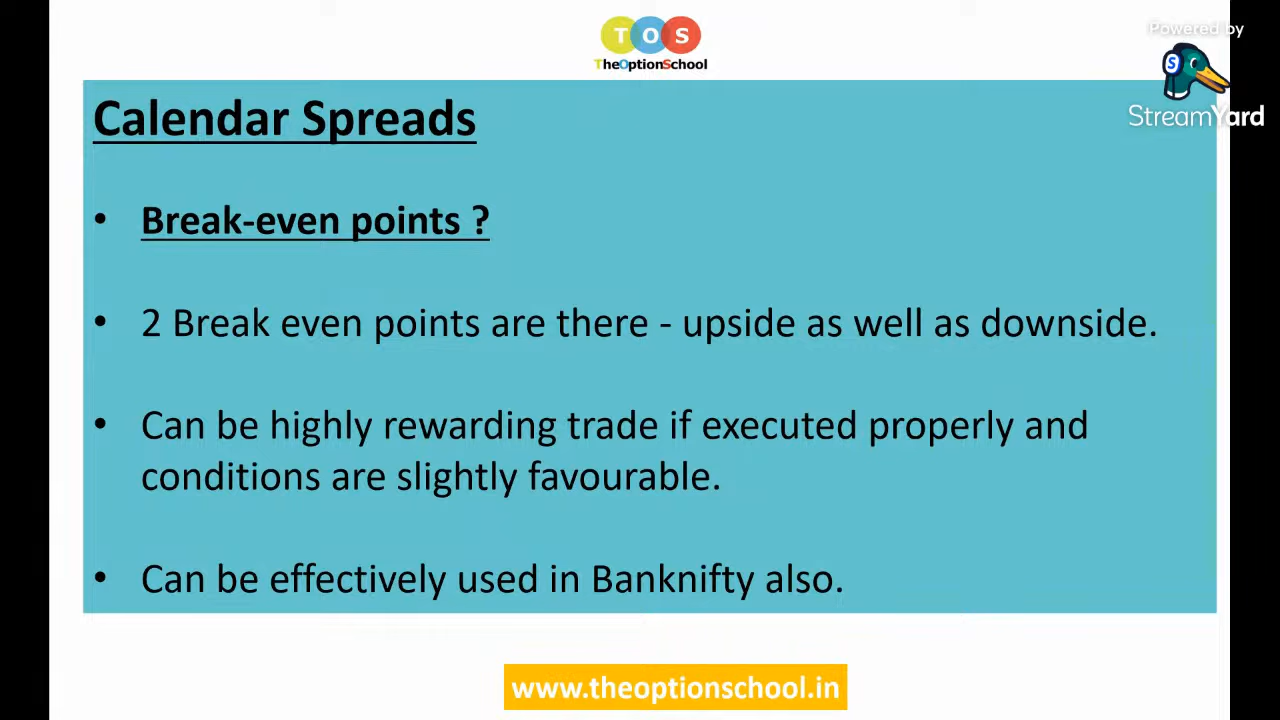 T O S
TheOptionSchool
Powered by
S
StreamYard
Calendar Spreads
• Break-even points ?
• 2 Break even points are there - upside as well as downside.
• Can be highly rewarding trade if executed properly and
conditions are slightly favourable.
• Can be effectively used in Banknifty also.
www.theoptionschool.in